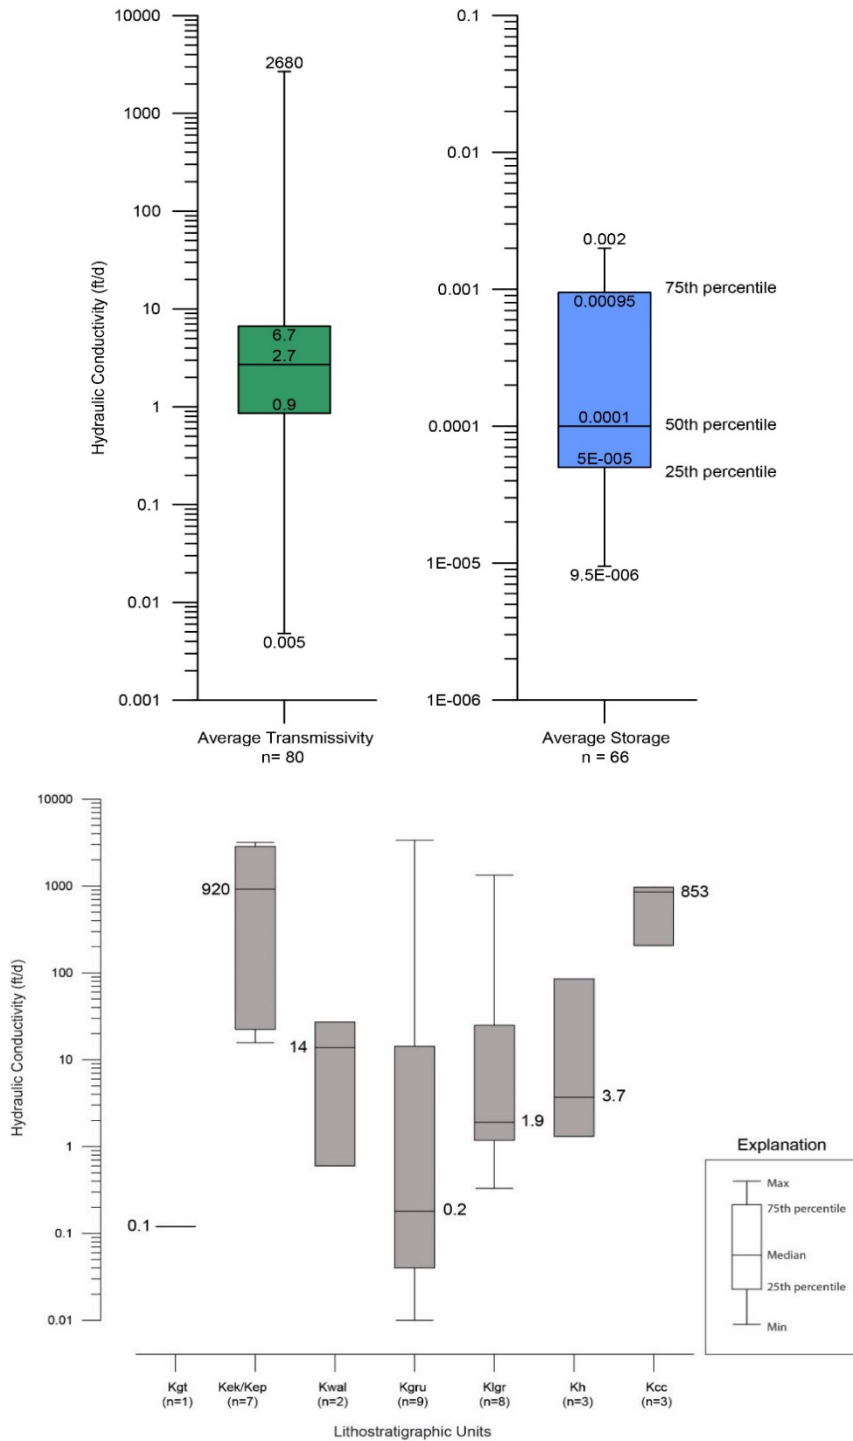 Hydraulic Conductivity (ft/d)
10000
1000
100
10
1
0.1
0.01
0.001
2680
6.7
2.7
0.9
0.005
Average Transmissivity
n= 80
0.1
0.01
0.001
0.0001
1E-005
1E-006
0.002
0.00095
0.0001
5E-005
9.5E-006
75th percentile
50th percentile
25th percentile
Average Storage
n = 66
Hydraulic Conductivity (ft/d)
10000
1000
100
10
1
0.1
0.01
0.1
920
14
0.2
1.9
3.7
853
Kgt
(n=1)
Kek/Kep
(n=7)
Kwal
(n=2)
Kgru
(n=9)
Klgr
(n=8)
Kh
(n=3)
Kcc
(n=3)
Lithostratigraphic Units
Explanation
Max
75th percentile
Median
25th percentile
Min